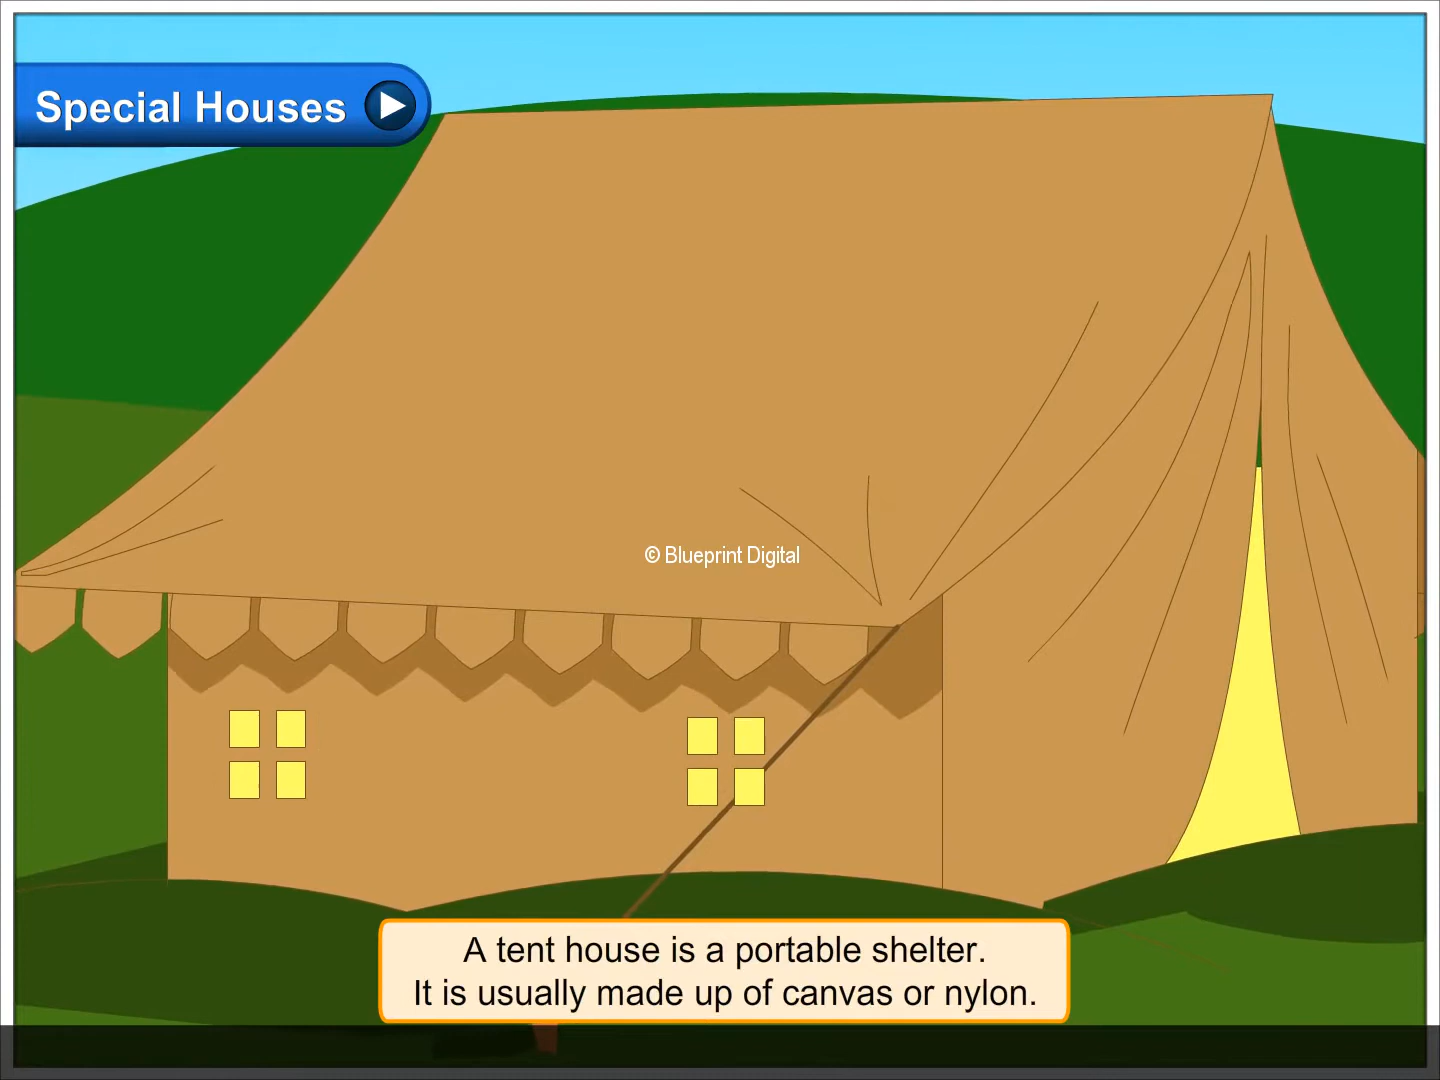 Special Houses
© Blueprint Digital
A tent house is a portable shelter.
It is usually made up of canvas or nylon.